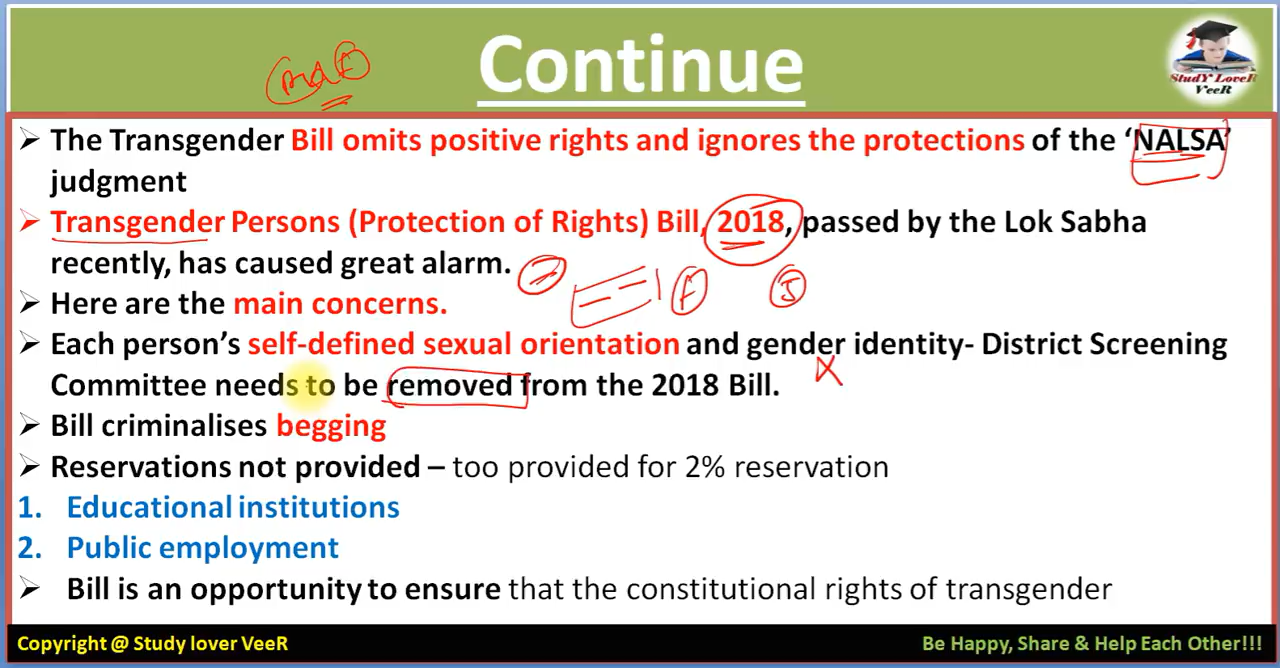 Continue
StudY LoveR
VeeR
➢ The Transgender Bill omits positive rights and ignores the protections of the ‘NALSA’
judgment
➢ Transgender Persons (Protection of Rights) Bill, 2018, passed by the Lok Sabha
recently, has caused great alarm.
➢ Here are the main concerns.
➢ Each person’s self-defined sexual orientation and gender identity- District Screening
Committee needs to be removed from the 2018 Bill.
➢ Bill criminalises begging
➢ Reservations not provided – too provided for 2% reservation
1. Educational institutions
2. Public employment
➢ Bill is an opportunity to ensure that the constitutional rights of transgender
Copyright @ Study lover VeeR
Be Happy, Share & Help Each Other!!!